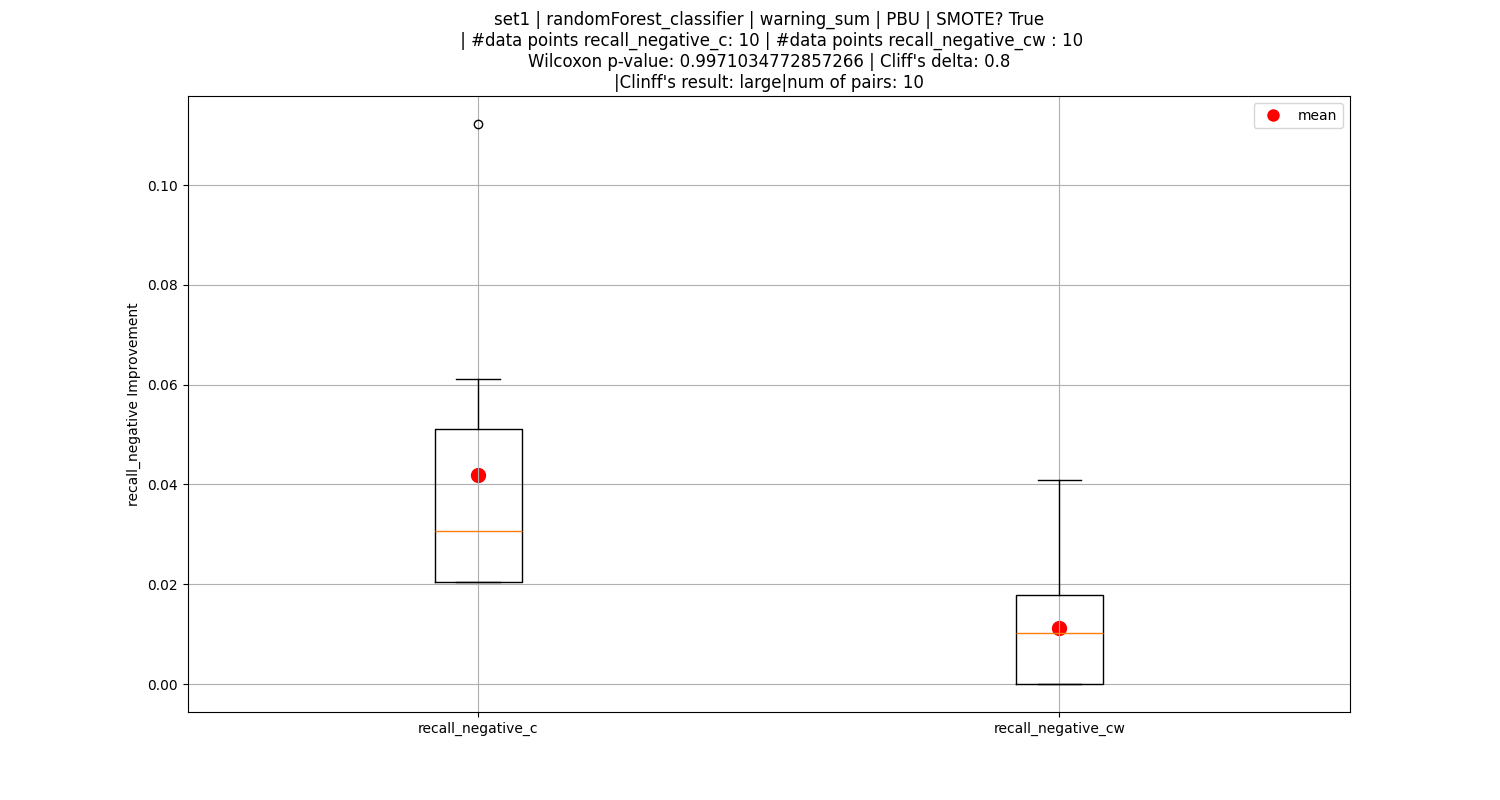 set1 | randomForest_classifier | warning_sum | PBU | SMOTE? True
| #data points recall_negative_c: 10 | #data points recall_negative_cw : 10
Wilcoxon p-value: 0.9971034772857266 | Cliff's delta: 0.8
|Clinff's result: large|num of pairs: 10
mean
0.10
0.08
0.06
0.04
0.02
0.00
recall_negative Improvement
recall_negative_c
recall_negative_cw